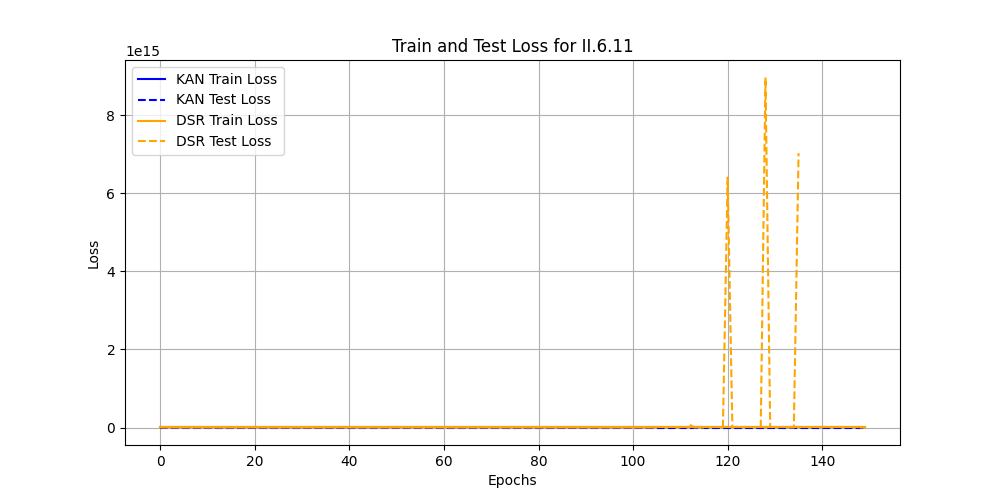 Train and Test Loss for II.6.11
1e15
KAN Train Loss
KAN Test Loss
DSR Train Loss
DSR Test Loss
8
6
4
2
0
Loss
0 20 40 60 80 100 120 140
Epochs